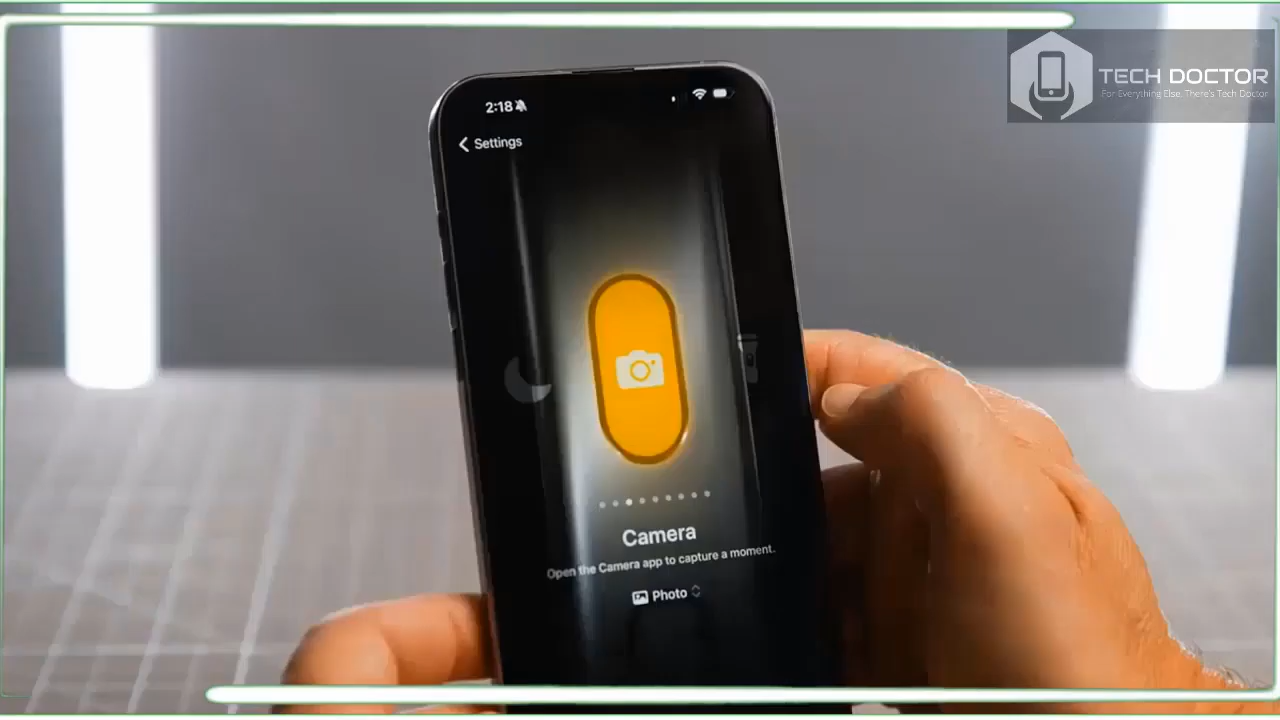 TECH DOCTOR
For Everything Else, There's Tech Doctor
2:18
Settings
Camera
Open the Camera app to capture a moment.
Photo